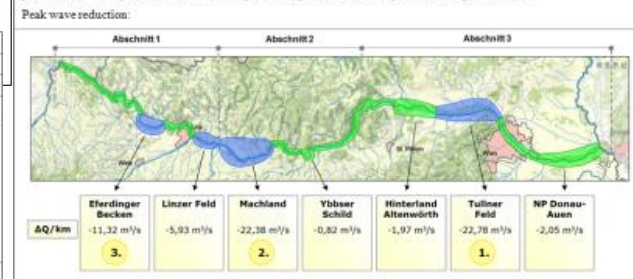 Peak wave reduction:
Abschnitt 1 Abschnitt 2 Abschnitt 3
St. Pölten
Wien
Eferdinger Becken
-11,32 m³/s
3.
Linzer Feld
-5,93 m³/s
Machland
-22,38 m³/s
2.
Ybbser Schild
-0,82 m³/s
Hinterland Altenwörth
-1,97 m³/s
Tullner Feld
-22,78 m³/s
1.
NP Donau-Auen
-2,05 m³/s
ΔQ/km